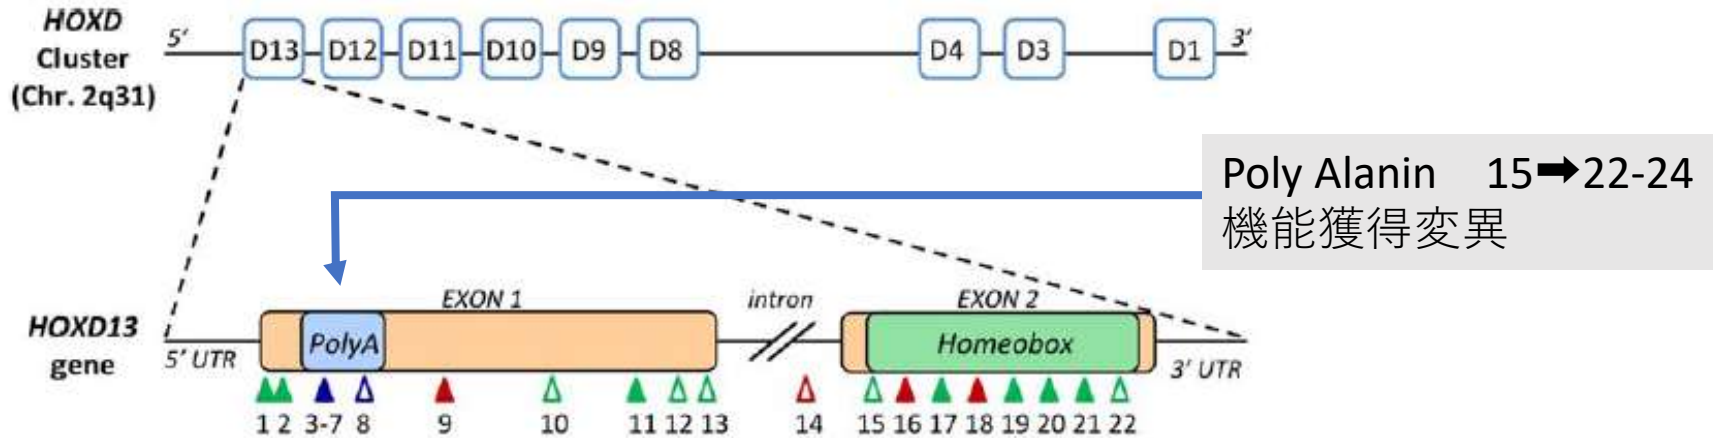 HOXD
Cluster
(Chr. 2q31)
5' D13 D12 D11 D10 D9 D8 D4 D3 D1 3'
Poly Alanin 15➡22-24
機能獲得変異
HOXD13
gene
EXON 1 intron EXON 2
5' UTR PolyA Homeobox 3' UTR
1 2 3-7 8 9 10 11 12 13 14 15 16 17 18 19 20 21 22